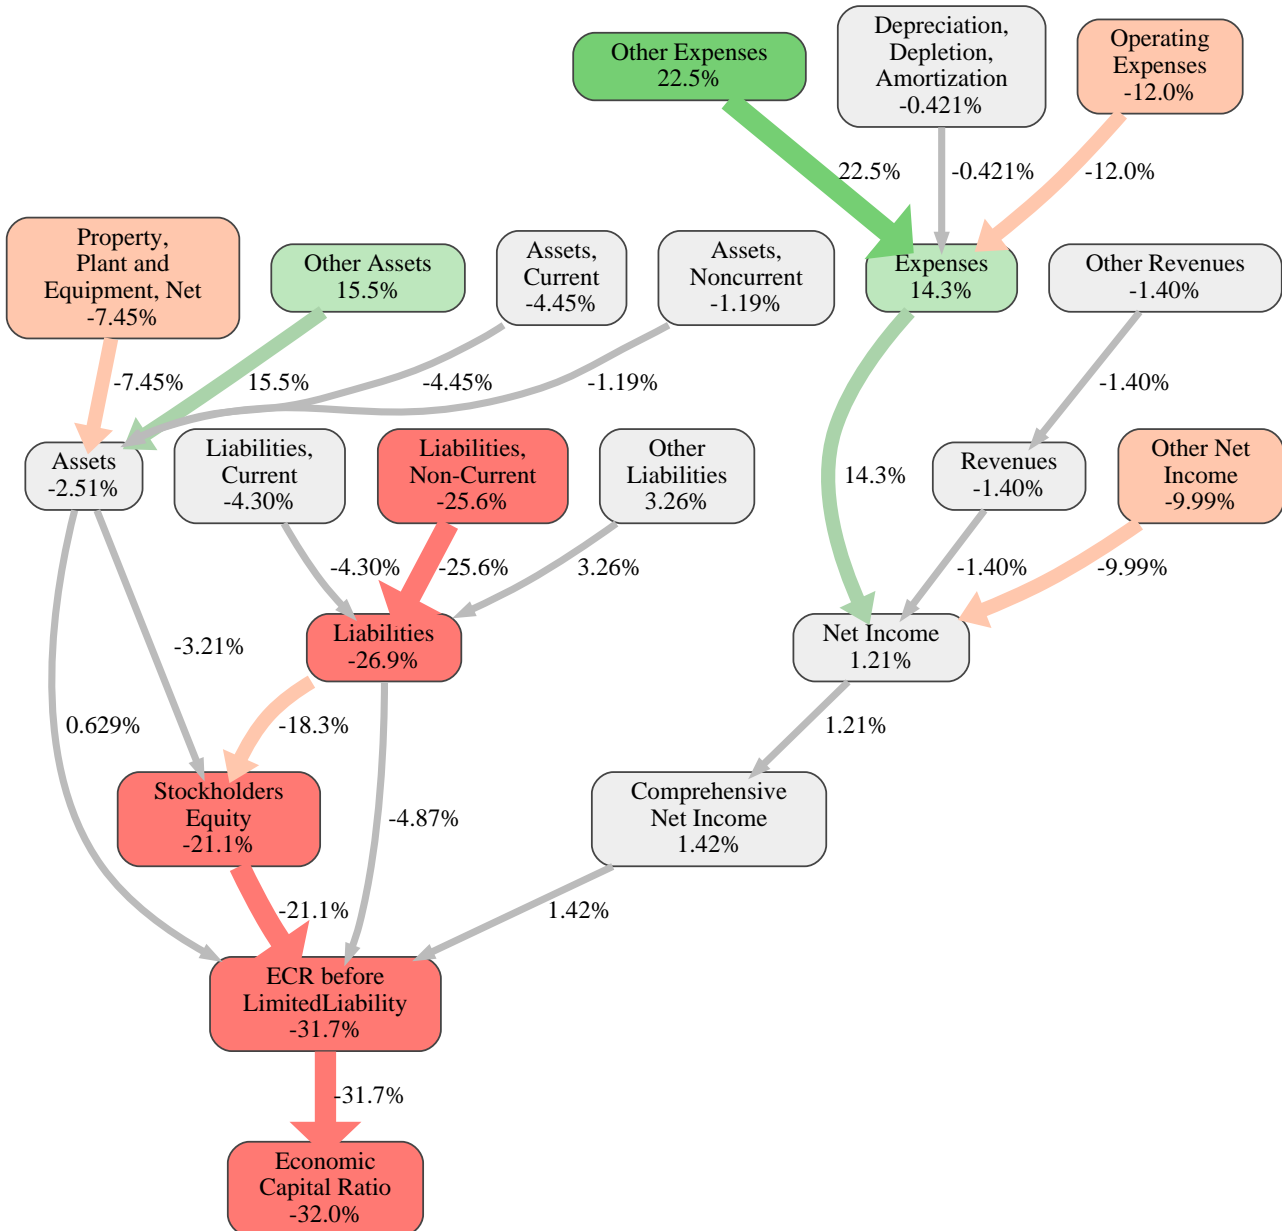 Other Expenses
22.5%
Depreciation,
Depletion,
Amortization
-0.421%
Operating
Expenses
-12.0%
22.5%
-0.421%
-12.0%
Property,
Plant and
Equipment, Net
-7.45%
Other Assets
15.5%
Assets,
Current
-4.45%
Assets,
Noncurrent
-1.19%
Expenses
14.3%
Other Revenues
-1.40%
-7.45%
15.5%
-4.45%
-1.19%
-1.40%
Assets
-2.51%
Liabilities,
Current
-4.30%
Liabilities,
Non-Current
-25.6%
Other
Liabilities
3.26%
14.3%
Revenues
-1.40%
Other Net
Income
-9.99%
-4.30%
-25.6%
3.26%
-1.40%
-9.99%
-3.21%
Liabilities
-26.9%
Net Income
1.21%
0.629%
-18.3%
1.21%
Stockholders
Equity
-21.1%
-4.87%
Comprehensive
Net Income
1.42%
-21.1%
1.42%
ECR before
LimitedLiability
-31.7%
-31.7%
Economic
Capital Ratio
-32.0%